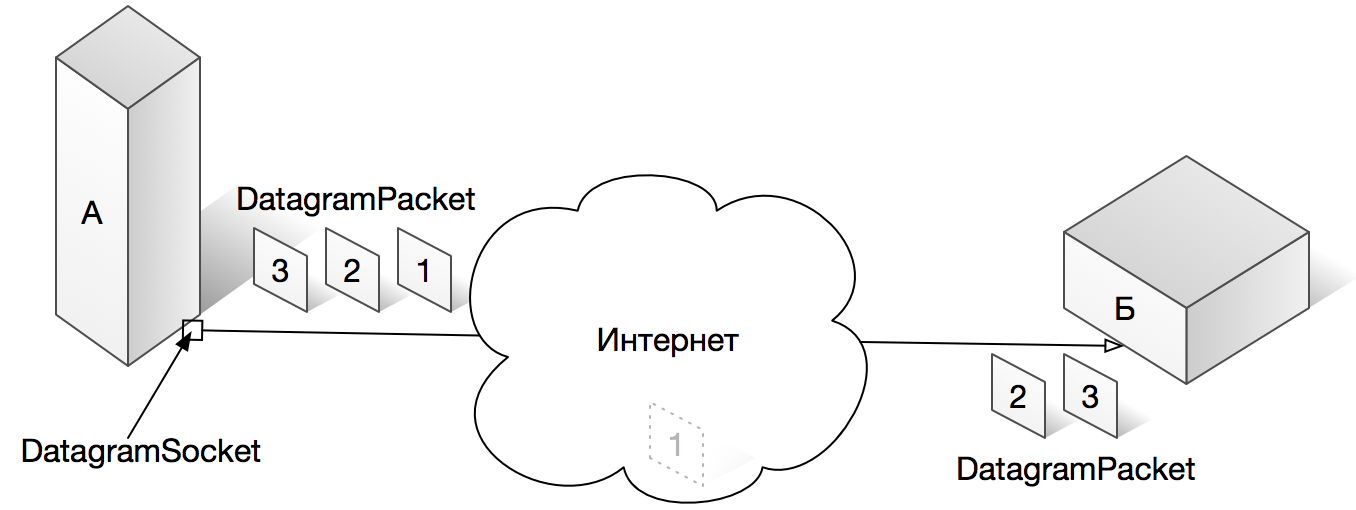 А
DatagramPacket
3 2 1
Интернет
Б
1
2 3
DatagramSocket
DatagramPacket